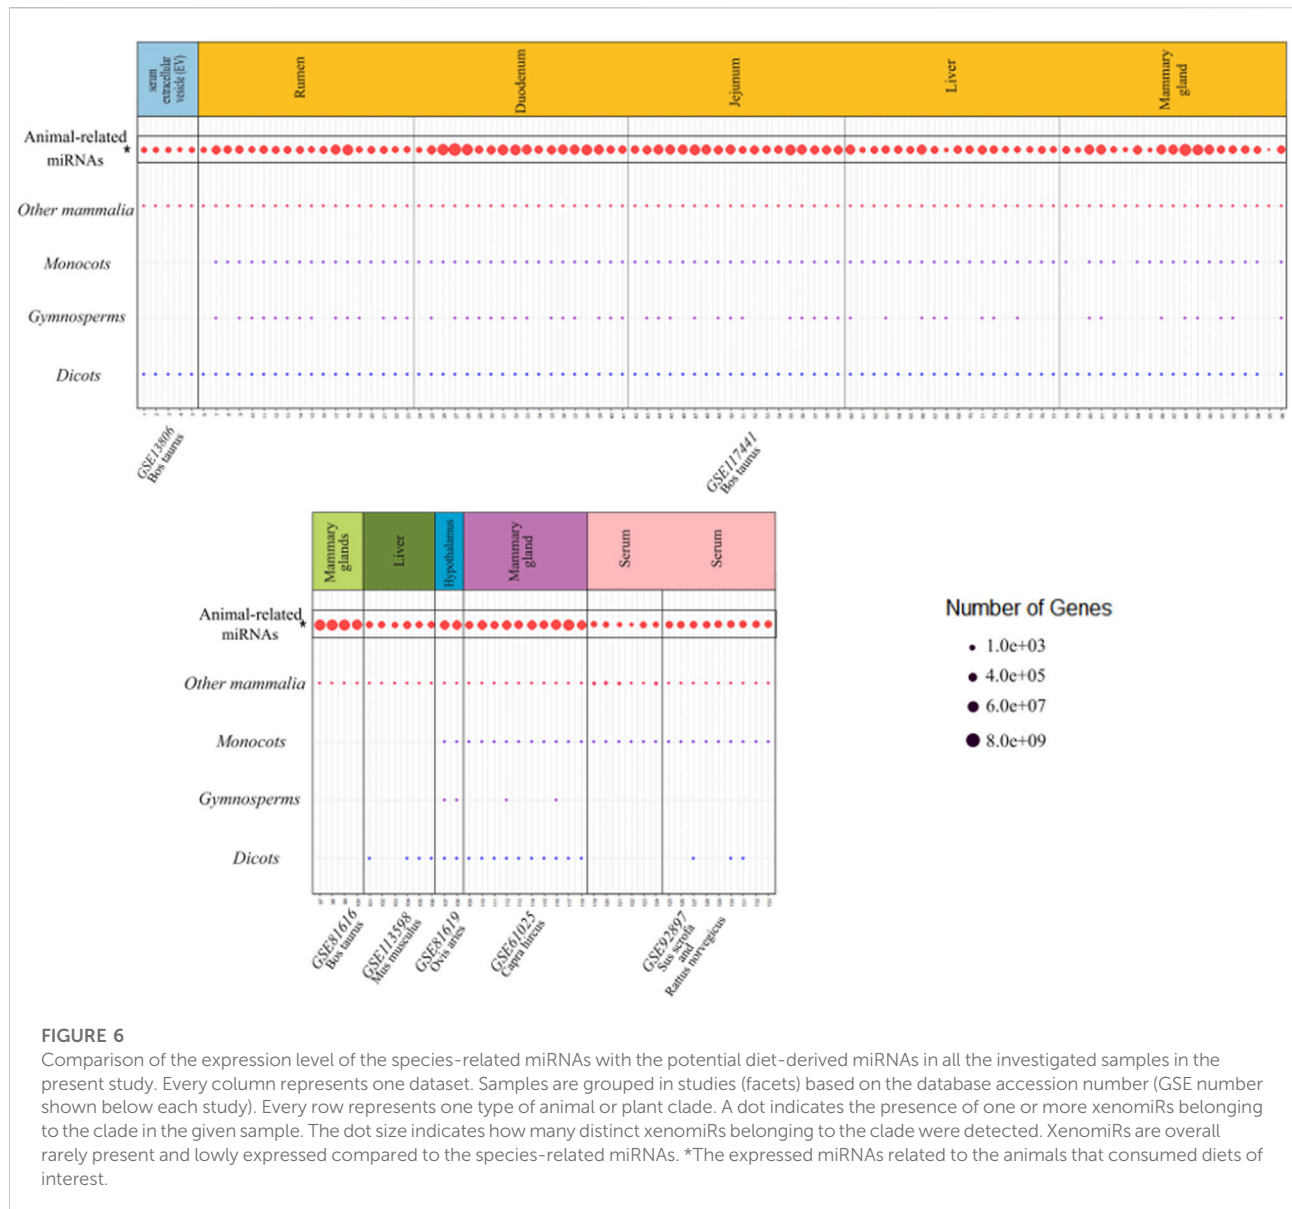 serum
extracellular
vesicle (EV)
Rumen
Duodenum
Jejunum
Liver
Mammary
gland
Animal-related
miRNAs *
Other mammalia
Monocots
Gymnosperms
Dicots
GSE13806
Bos taurus
GSE117441
Bos taurus
Mammary
glands
Liver
Hypothalamus
Mammary
gland
Serum
Serum
Animal-related
miRNAs *
Other mammalia
Monocots
Gymnosperms
Dicots
GSE81616
Bos taurus
GSE113598
Mus musculus
GSE81619
Ovis aries
GSE61025
Capra hircus
GSE92897
Sus scrofa
and
Rattus norvegicus
Number of Genes
1.0e+03
4.0e+05
6.0e+07
8.0e+09
FIGURE 6
Comparison of the expression level of the species-related miRNAs with the potential diet-derived miRNAs in all the investigated samples in the
present study. Every column represents one dataset. Samples are grouped in studies (facets) based on the database accession number (GSE number
shown below each study). Every row represents one type of animal or plant clade. A dot indicates the presence of one or more xenomiRs belonging
to the clade in the given sample. The dot size indicates how many distinct xenomiRs belonging to the clade were detected. XenomiRs are overall
rarely present and lowly expressed compared to the species-related miRNAs. *The expressed miRNAs related to the animals that consumed diets of
interest.